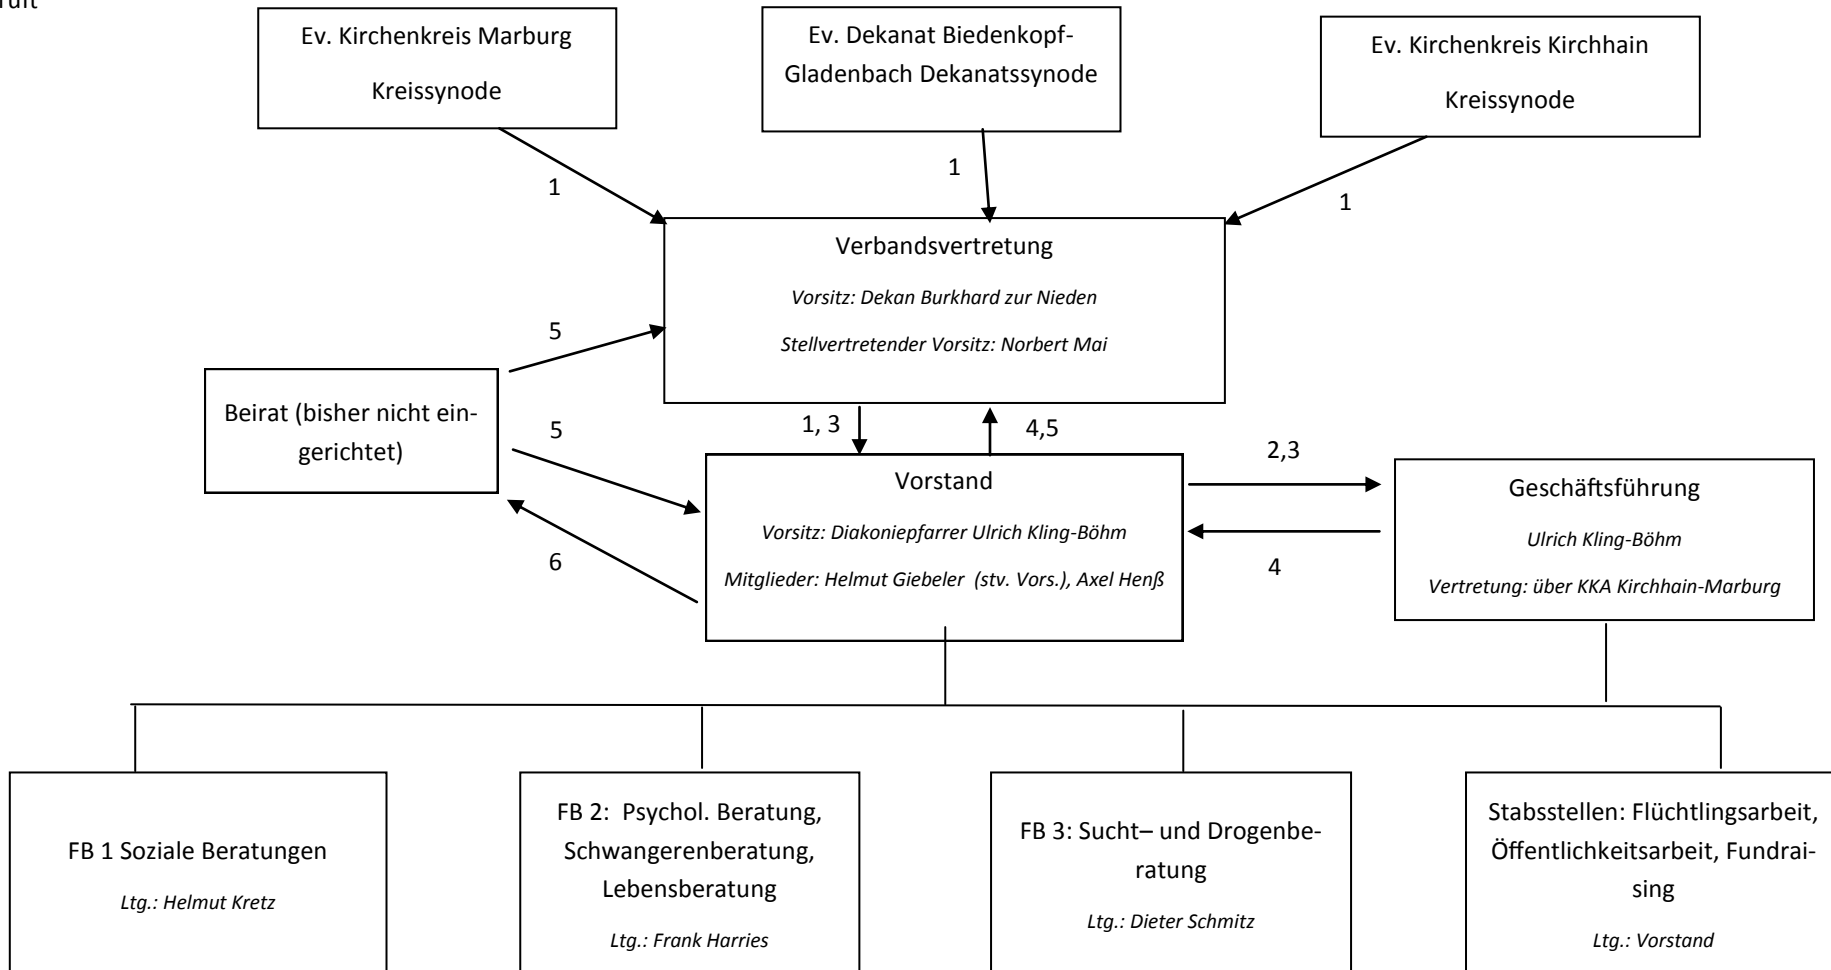 Ev. Kirchenkreis Marburg
Kreissynode
Ev. Dekanat Biedenkopf-
Gladenbach Dekanatssynode
Ev. Kirchenkreis Kirchhain
Kreissynode
1
1
1
Verbandsvertretung
Vorsitz: Dekan Burkhard zur Nieden
Stellvertretender Vorsitz: Norbert Mai
5
Beirat (bisher nicht ein-
gerichtet)
5
6
1, 3
4,5
Vorstand
Vorsitz: Diakoniepfarrer Ulrich Kling-Böhm
Mitglieder: Helmut Giebeler (stv. Vors.), Axel Henß
2,3
4
Geschäftsführung
Ulrich Kling-Böhm
Vertretung: über KKA Kirchhain-Marburg
FB 1 Soziale Beratungen
Ltg.: Helmut Kretz
FB 2: Psychol. Beratung,
Schwangerenberatung,
Lebensberatung
Ltg.: Frank Harries
FB 3: Sucht– und Drogenbe-
ratung
Ltg.: Dieter Schmitz
Stabsstellen: Flüchtlingsarbeit,
Öffentlichkeitsarbeit, Fundrai-
sing
Ltg.: Vorstand